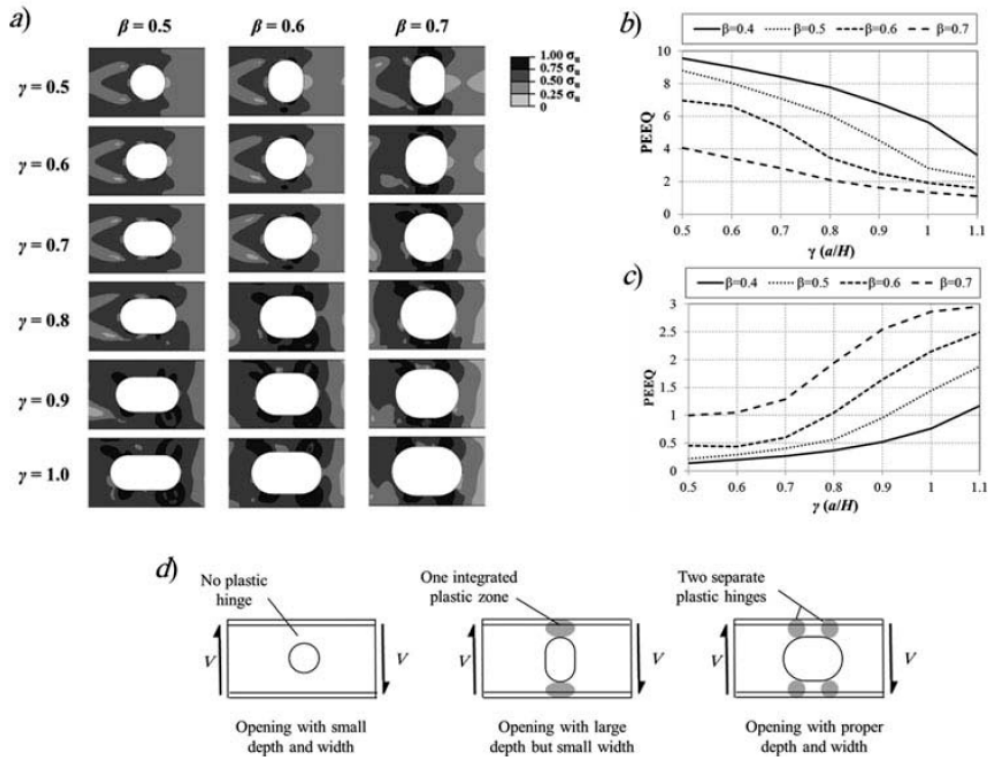 a)
β = 0.5 β = 0.6 β = 0.7
1.00 σu
0.75 σu
0.50 σu
0.25 σu
0
γ = 0.5
γ = 0.6
γ = 0.7
γ = 0.8
γ = 0.9
γ = 1.0
b)
β=0.4 β=0.5 β=0.6 β=0.7
10
8
6
4
2
0
PEEQ
0.5 0.6 0.7 0.8 0.9 1 1.1
γ (a/H)
c)
β=0.4 β=0.5 β=0.6 β=0.7
3
2.5
2
1.5
1
0.5
0
PEEQ
0.5 0.6 0.7 0.8 0.9 1 1.1
γ (a/H)
d)
No plastic
hinge
V
V
Opening with small
depth and width
One integrated
plastic zone
V
V
Opening with large
depth but small width
Two separate
plastic hinges
V
V
Opening with proper
depth and width